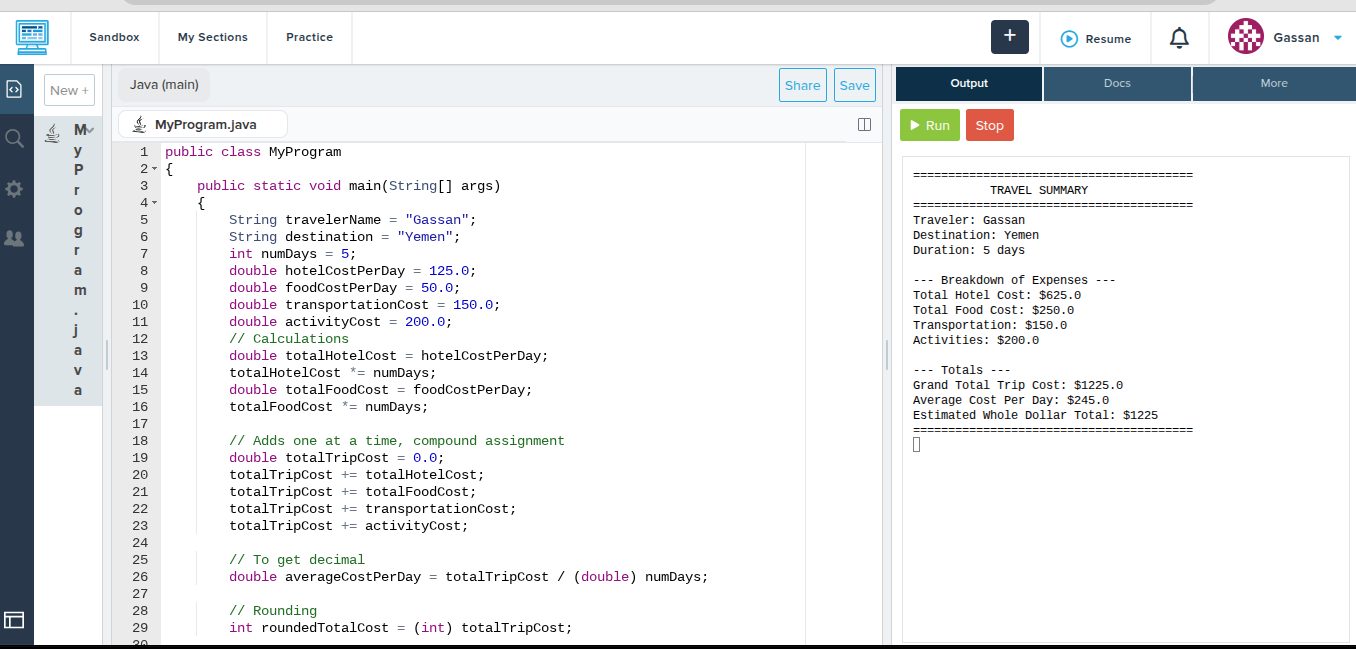 Sandbox
My Sections
Practice
+
Resume
Gassan
New +
MyProgram.java
Java (main)
Share
Save
MyProgram.java
1 public class MyProgram
2 {
3     public static void main(String[] args)
4     {
5         String travelerName = "Gassan";
6         String destination = "Yemen";
7         int numDays = 5;
8         double hotelCostPerDay = 125.0;
9         double foodCostPerDay = 50.0;
10         double transportationCost = 150.0;
11         double activityCost = 200.0;
12         // Calculations
13         double totalHotelCost = hotelCostPerDay;
14         totalHotelCost *= numDays;
15         double totalFoodCost = foodCostPerDay;
16         totalFoodCost *= numDays;
17
18         // Adds one at a time, compound assignment
19         double totalTripCost = 0.0;
20         totalTripCost += totalHotelCost;
21         totalTripCost += totalFoodCost;
22         totalTripCost += transportationCost;
23         totalTripCost += activityCost;
24
25         // To get decimal
26         double averageCostPerDay = totalTripCost / (double) numDays;
27
28         // Rounding
29         int roundedTotalCost = (int) totalTripCost;
30
Output
Docs
More
Run
Stop
========================================
           TRAVEL SUMMARY
========================================
Traveler: Gassan
Destination: Yemen
Duration: 5 days

--- Breakdown of Expenses ---
Total Hotel Cost: $625.0
Total Food Cost: $250.0
Transportation: $150.0
Activities: $200.0

--- Totals ---
Grand Total Trip Cost: $1225.0
Average Cost Per Day: $245.0
Estimated Whole Dollar Total: $1225
========================================